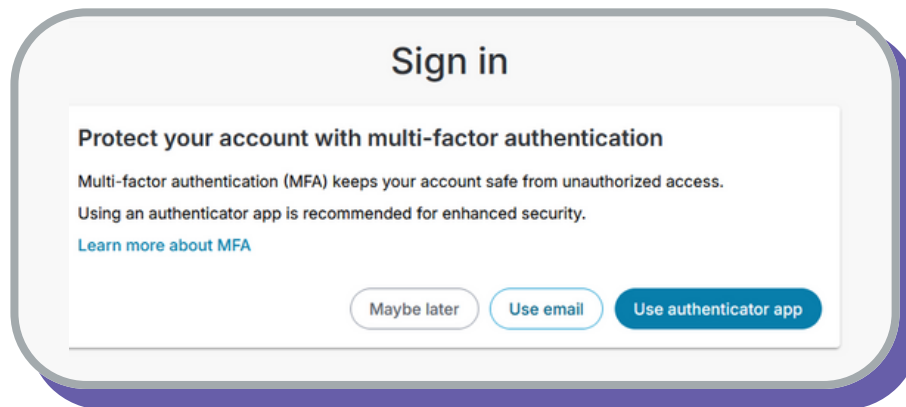 Sign in
Protect your account with multi-factor authentication
Multi-factor authentication (MFA) keeps your account safe from unauthorized access.
Using an authenticator app is recommended for enhanced security.
Learn more about MFA
Maybe later Use email Use authenticator app